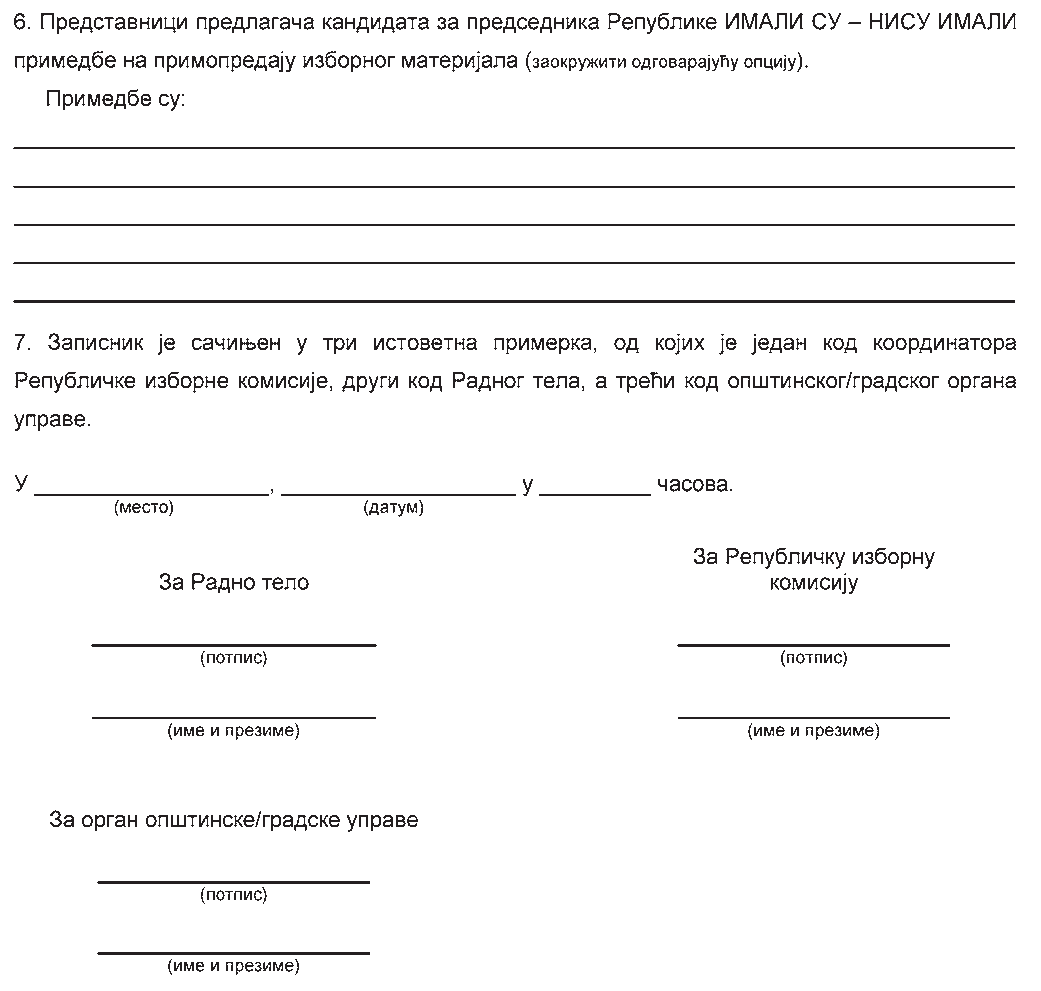 6. Представници предлагача кандидата за председника Републике ИМАЛИ СУ – НИСУ ИМАЛИ
примедбе на примопредају изборног материјала (заокружити одговарајућу опцију).
Примедбе су:
7. Записник је сачињен у три истоветна примерка, од којих је један код координатора
Републичке изборне комисије, други код Радног тела, а трећи код општинског/градског органа
управе.
У ____________________, ____________________ у __________ часова.
(место) (датум)
За Радно тело
За Републичку изборну
комисију
(потпис) (потпис)
(име и презиме) (име и презиме)
За орган општинске/градске управе
(потпис)
(име и презиме)